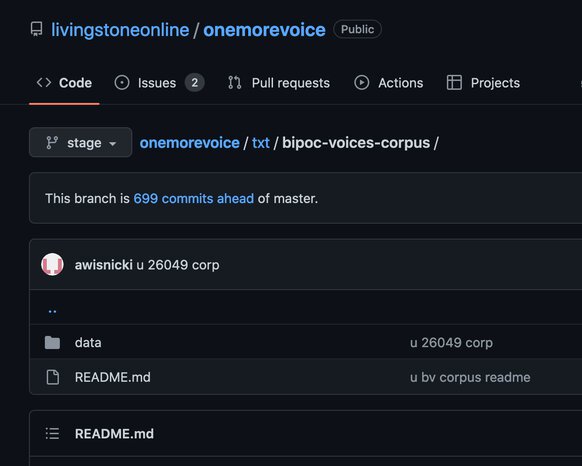 livingstoneonline / onemorevoice Public
Code Issues 2 Pull requests Actions Projects
stage onemorevoice / txt / bipoc-voices-corpus /
This branch is 699 commits ahead of master.
awisnicki u 26049 corp
..
data u 26049 corp
README.md u bv corpus readme
README.md